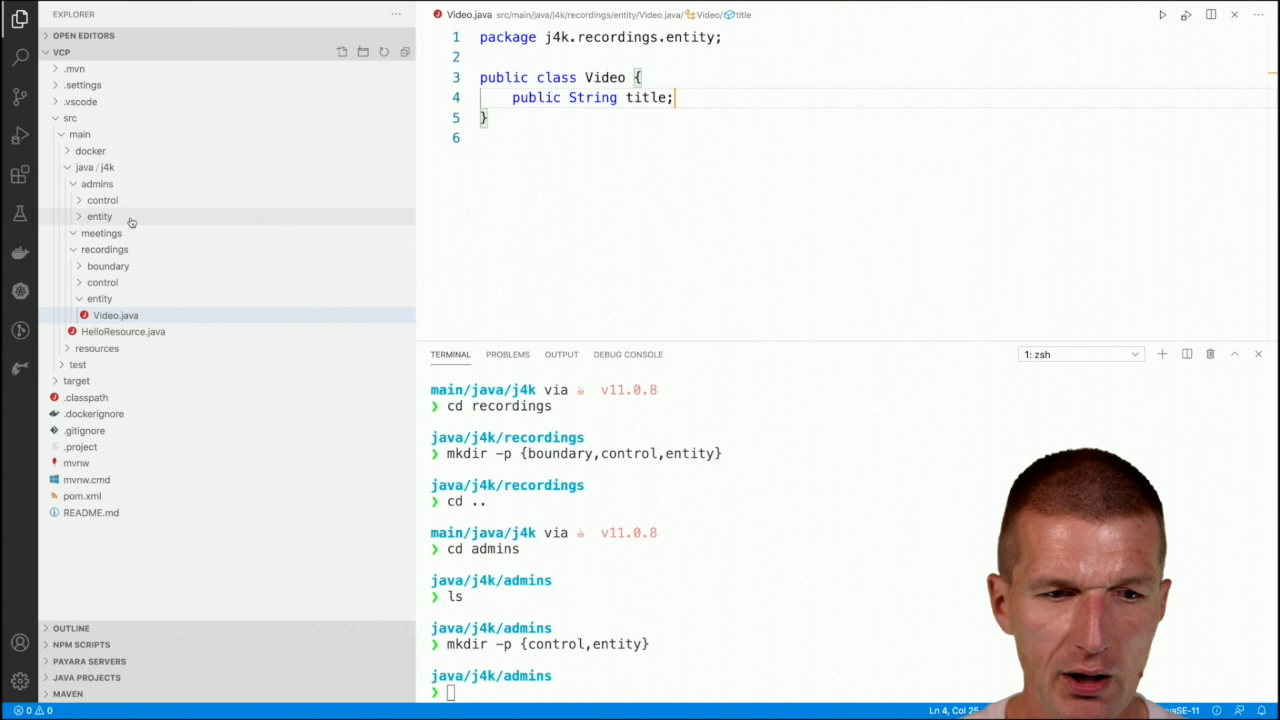 EXPLORER
OPEN EDITORS
VCP
.mvn
.settings
.vscode
src
main
docker
java / j4k
admins
control
entity
meetings
recordings
boundary
control
entity
Video.java
HelloResource.java
resources
test
target
.classpath
.dockerignore
.gitignore
.project
mvnw
mvnw.cmd
pom.xml
README.md
OUTLINE
NPM SCRIPTS
PAYARA SERVERS
JAVA PROJECTS
MAVEN
Video.java src/main/java/j4k/recordings/entity/Video.java/ Video/ title
1 package j4k.recordings.entity;
2
3 public class Video {
4 public String title;
5 }
6
TERMINAL PROBLEMS OUTPUT DEBUG CONSOLE 1: zsh
main/java/j4k via v11.0.8
❯ cd recordings
java/j4k/recordings
❯ mkdir -p {boundary,control,entity}
java/j4k/recordings
❯ cd ..
main/java/j4k via v11.0.8
❯ cd admins
java/j4k/admins
❯ ls
java/j4k/admins
❯ mkdir -p {control,entity}
java/j4k/admins
❯
0 0 Ln 4, Col 25